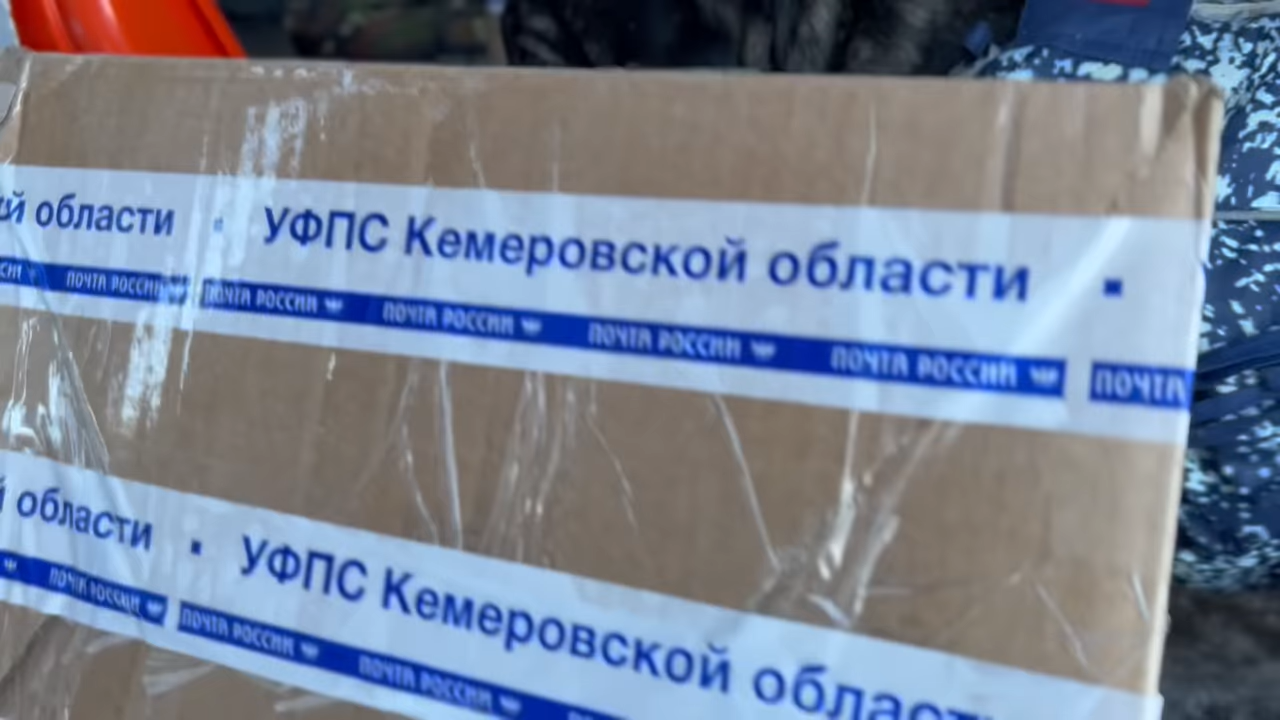 й области ▪ УФПС Кемеровской области ▪
ПОЧТА РОССИИ ПОЧТА РОССИИ ПОЧТА РОССИИ ПОЧТА РОССИИ ПОЧТА РОССИИ ПОЧТА
й области ▪ УФПС Кемеровской област
ПОЧТА РОССИИ ПОЧТА РОССИИ ПОЧТА РОССИИ